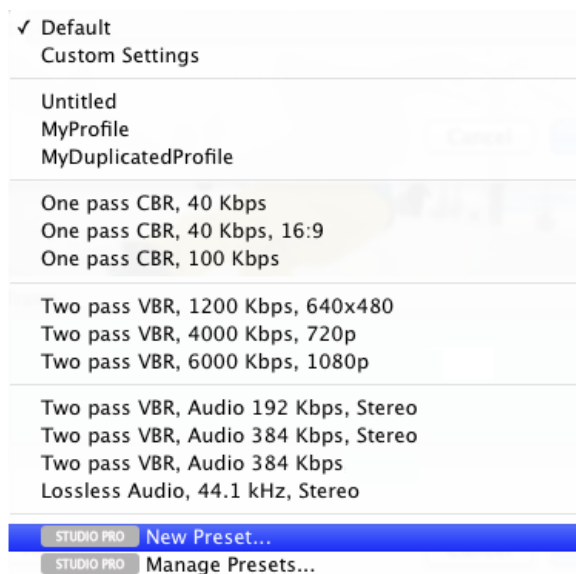 ✓ Default
Custom Settings
Untitled
MyProfile
MyDuplicatedProfile
One pass CBR, 40 Kbps
One pass CBR, 40 Kbps, 16:9
One pass CBR, 100 Kbps
Two pass VBR, 1200 Kbps, 640x480
Two pass VBR, 4000 Kbps, 720p
Two pass VBR, 6000 Kbps, 1080p
Two pass VBR, Audio 192 Kbps, Stereo
Two pass VBR, Audio 384 Kbps, Stereo
Two pass VBR, Audio 384 Kbps
Lossless Audio, 44.1 kHz, Stereo
STUDIO PRO New Preset...
STUDIO PRO Manage Presets...